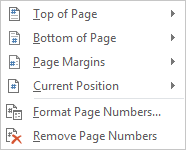 Top of Page
Bottom of Page
Page Margins
Current Position
Format Page Numbers...
Remove Page Numbers